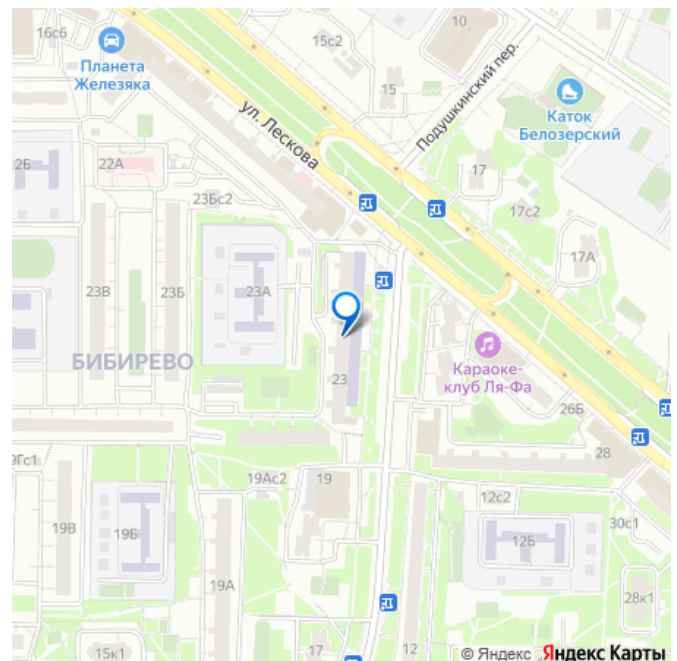 16с6
10
15с2
Планета
Железяка
15
Подушкинский пер.
Каток
Белозерский
ул. Лескова
2Б
22А
17
23Бс2
17с2
17А
23В
23Б
23А
БИБИРЕВО
23
Караоке-
клуб Ля-Фа
26Б
28
9Гс1
19Ас2
19
12с2
30с1
19В
19Б
12Б
19А
28к1
15к1
17
12
© Яндекс Яндекс Карты